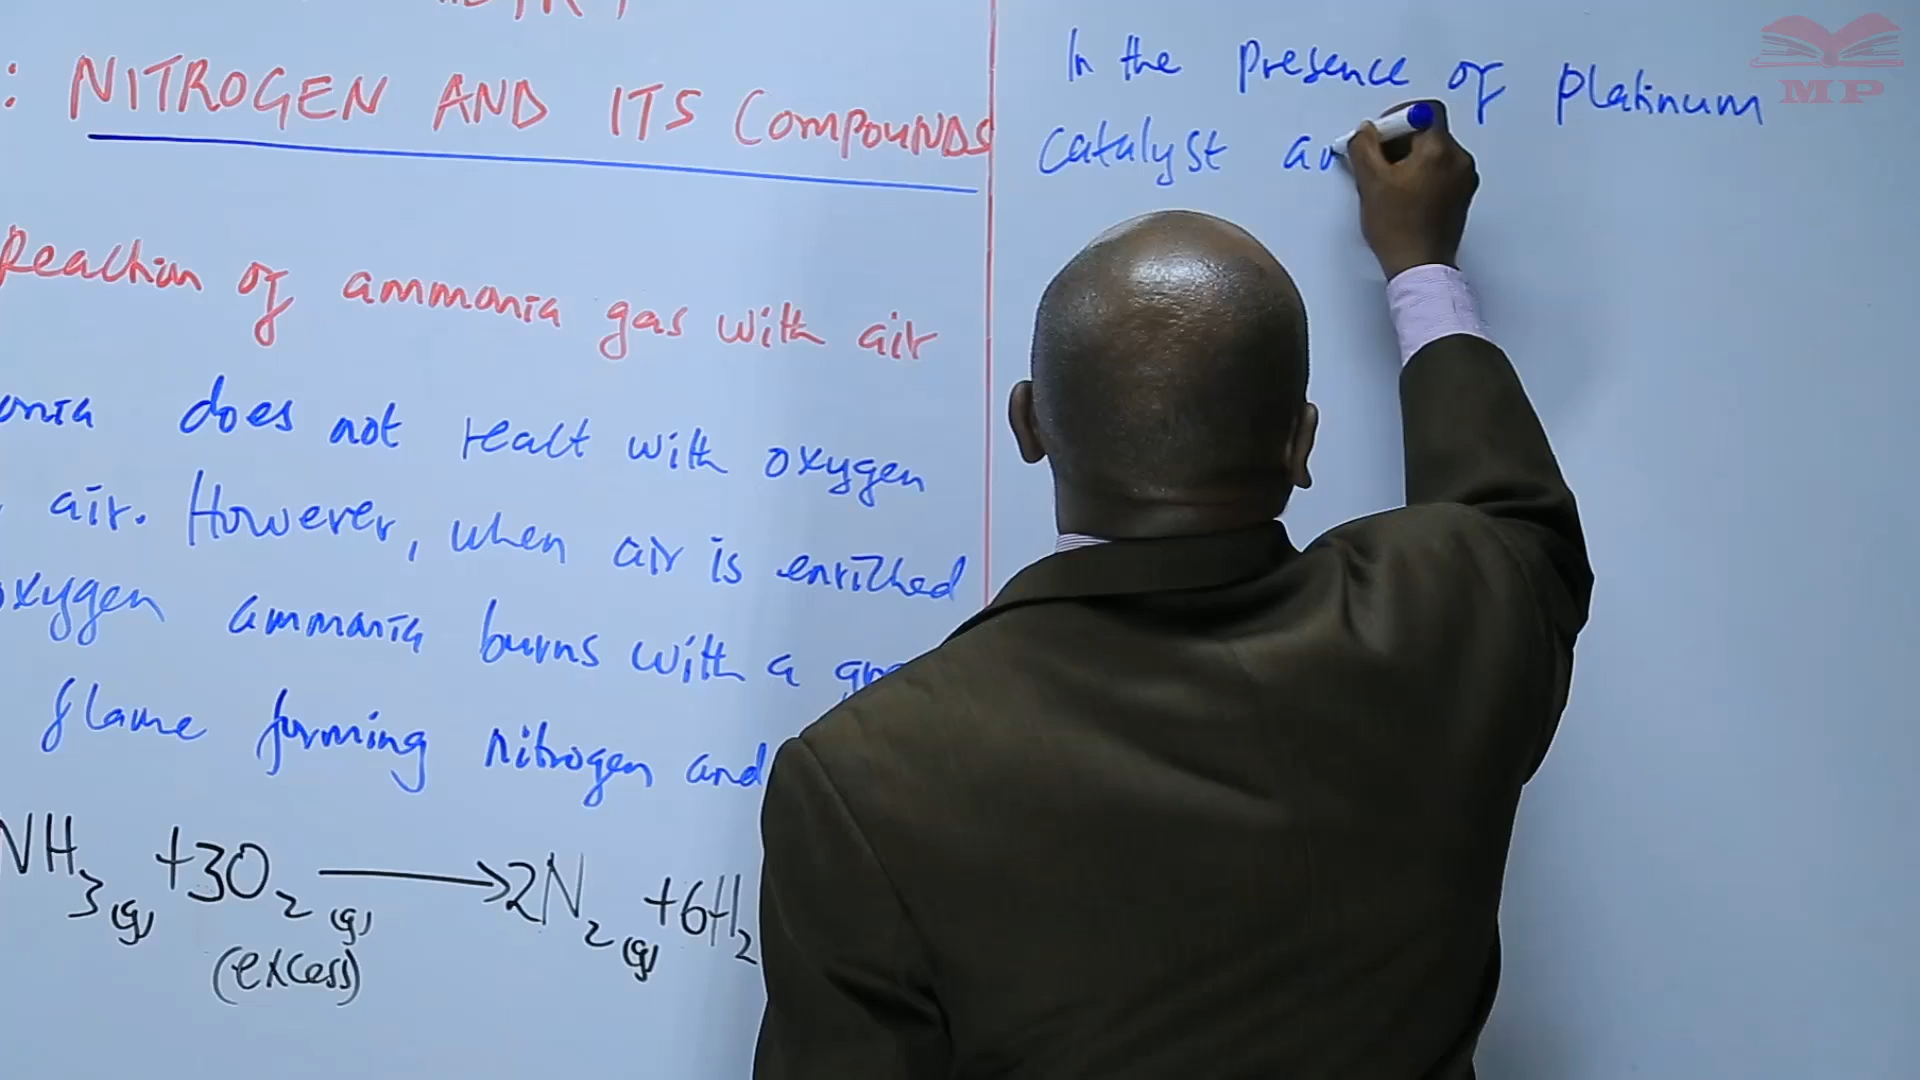 : NITROGEN AND ITS COMPOUNDS
Reaction of ammonia gas with air
does not react with oxygen
air. However, when air is enriched
oxygen ammonia burns with a
flame forming nitrogen and
NH3(g) + 3O2(g) → 2N2(g) + 6H2
(excess)
In the presence of platinum
catalyst
MP